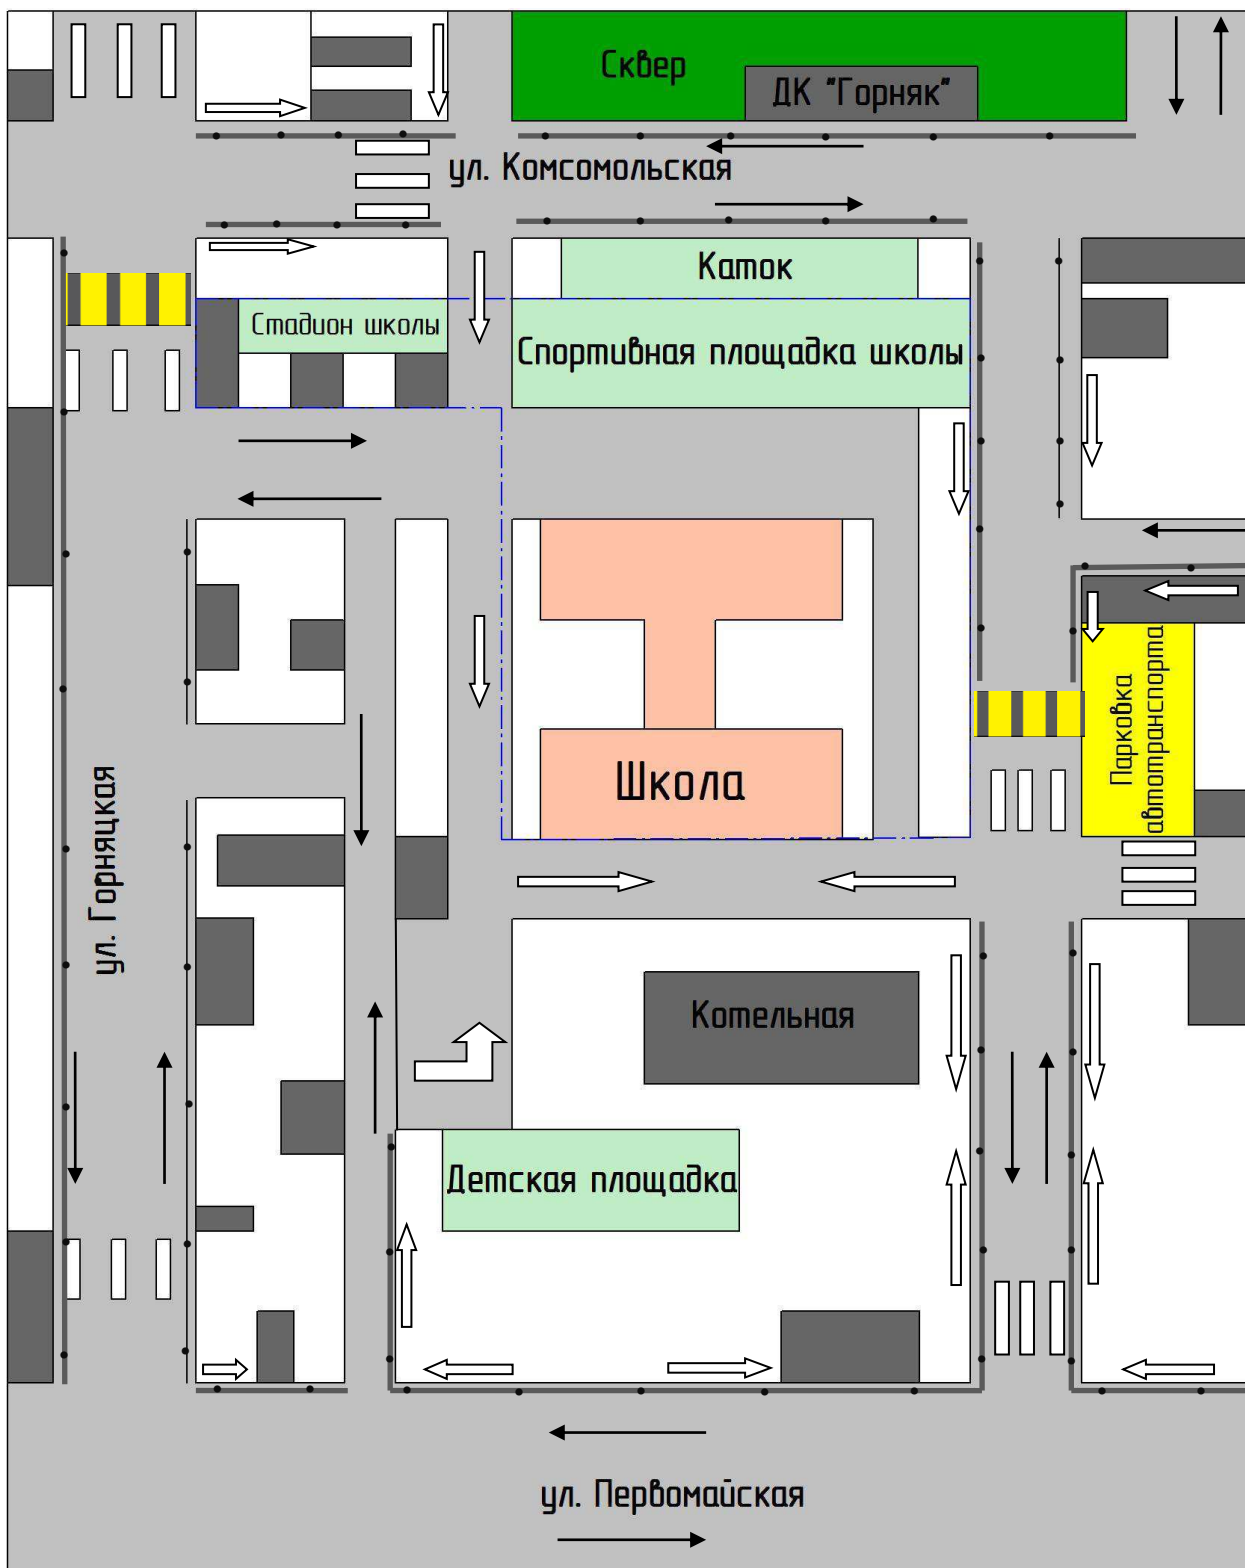 Сквер
ДК "Горняк"
ул. Комсомольская
Каток
Стадион школы
Спортивная площадка школы
Школа
Парковка
автотранспорта
ул. Горняцкая
Котельная
Детская площадка
ул. Первомайская